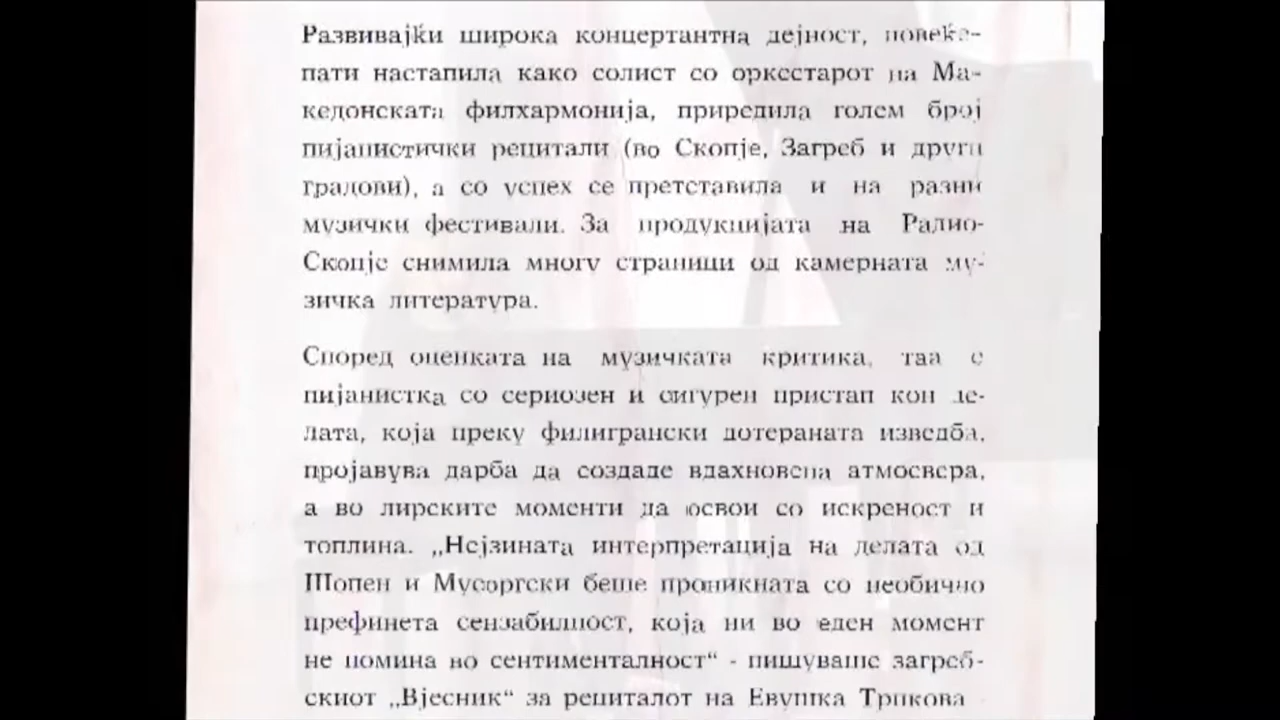 Развивајќи широка концертантна дејност, повеќе-
пати настапила како солист со оркестарот на Ма-
кедонската филхармонија, приредила голем број
пијанистички рецитали (во Скопје, Загреб и други
градови), а со успех се претставила и на разни
музички фестивали. За продукцијата на Радио-
Скопје снимила многу страници од камерната му-
зичка литература.
Според оценката на музичката критика, таа е
пијанистка со сериозен и сигурен пристап кон де-
лата, која преку филигрански дотераната изведба,
пројавува дарба да создаде вдахновена атмосвера,
а во лирските моменти да освои со искреност и
топлина. „Нејзината интерпретација на делата од
Шопен и Мусоргски беше проникната со необично
префинета сензабилност, која ни во еден момент
не помина во сентименталност“ - пишуваше загреб-
скиот „Вјесник“ за рециталот на Евушка Трпкова